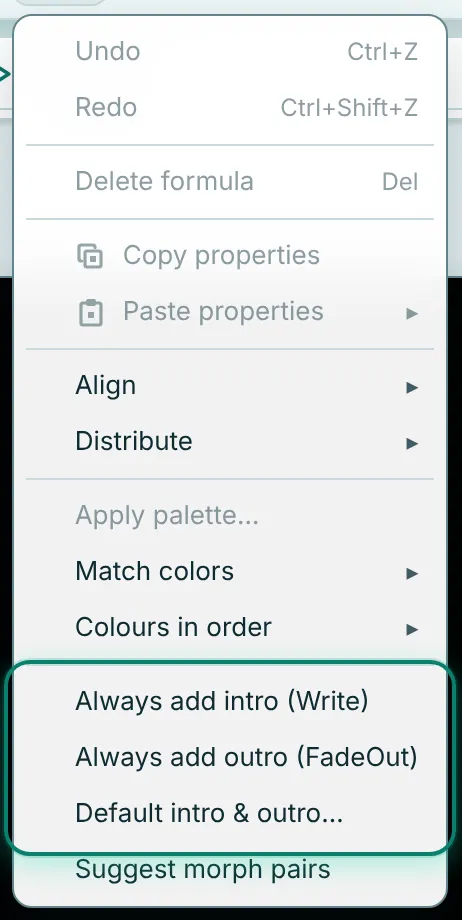 Undo Ctrl+Z
Redo Ctrl+Shift+Z
Delete formula Del
Copy properties
Paste properties ▸
Align ▸
Distribute ▸
Apply palette...
Match colors ▸
Colours in order ▸
Always add intro (Write)
Always add outro (FadeOut)
Default intro & outro...
Suggest morph pairs